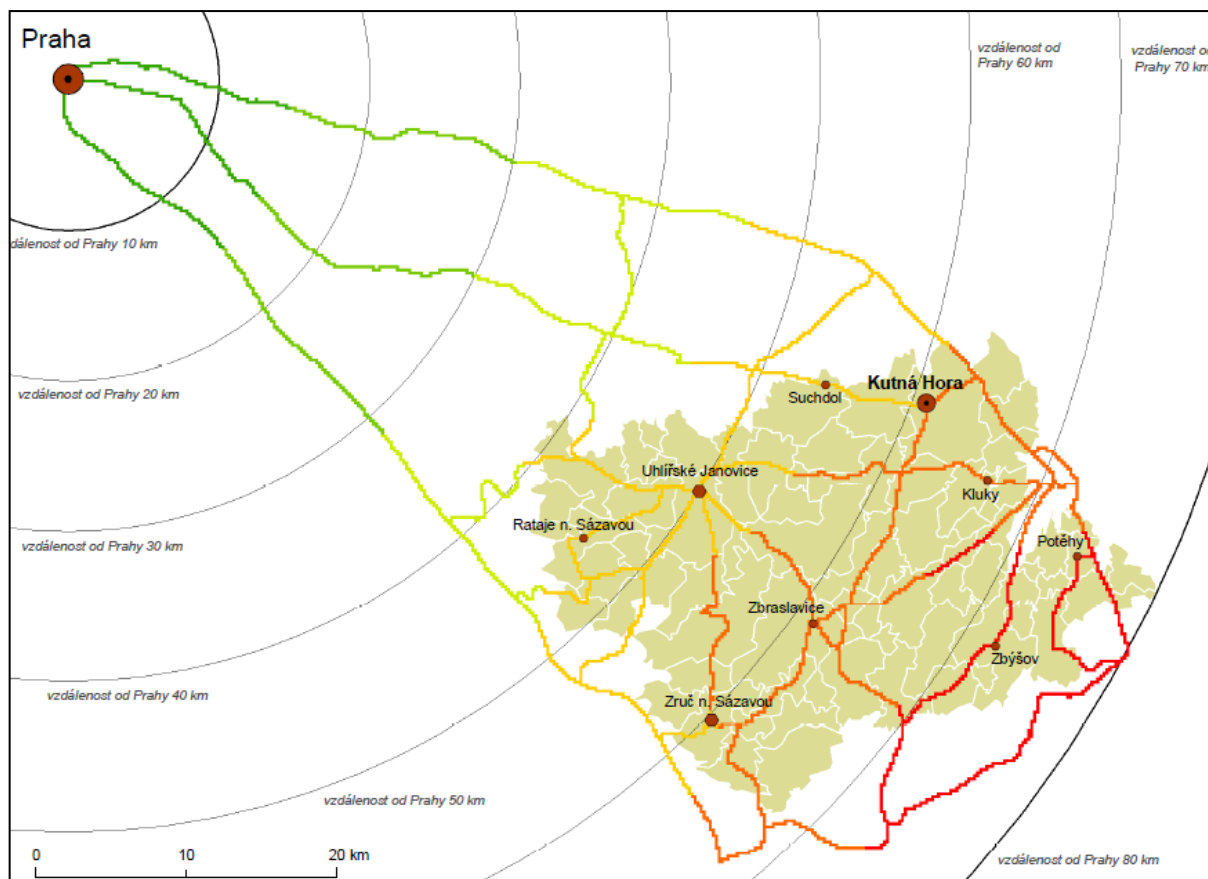 Praha
vzdálenost od
Prahy 60 km
vzdálenost od
Prahy 70 km
dálenost od Prahy 10 km
vzdálenost od Prahy 20 km
Kutná Hora
Suchdol
Uhlířské Janovice
Kluky
Rataje n. Sázavou
vzdálenost od Prahy 30 km
Potěhy
Zbraslavice
Zbýšov
vzdálenost od Prahy 40 km
Zruč n. Sázavou
vzdálenost od Prahy 50 km
0 10 20 km
vzdálenost od Prahy 80 km